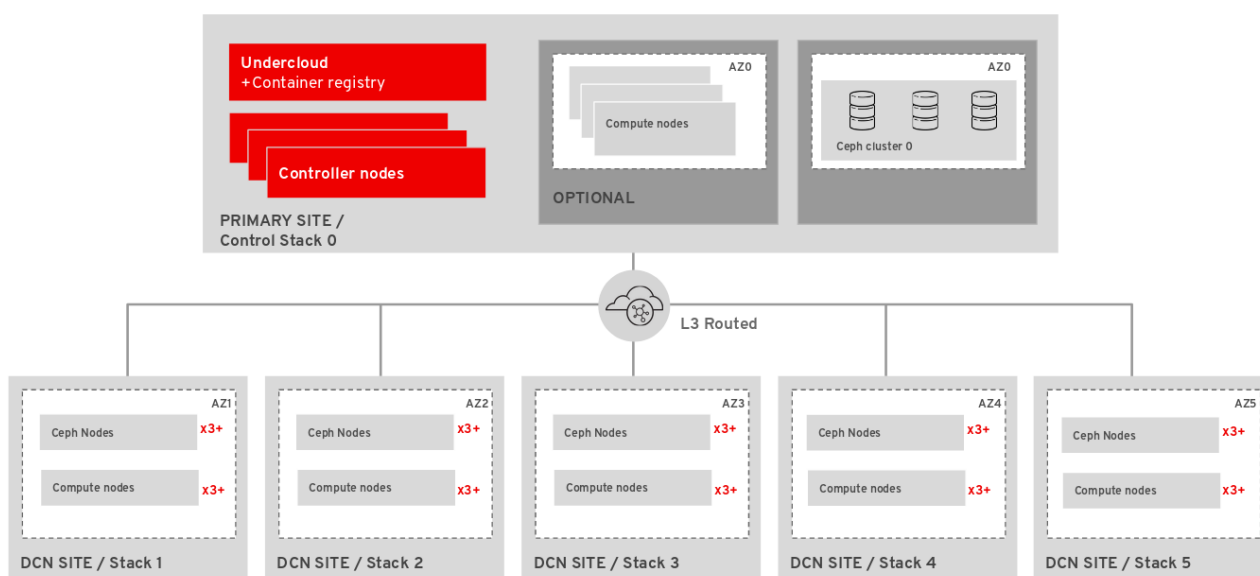 Undercloud
+Container registry
Controller nodes
PRIMARY SITE /
Control Stack 0
AZ0
Compute nodes
OPTIONAL
AZ0
Ceph cluster 0
L3 Routed
AZ1
Ceph Nodes
x3+
Compute nodes
x3+
DCN SITE / Stack 1
AZ2
Ceph Nodes
x3+
Compute nodes
x3+
DCN SITE / Stack 2
AZ3
Ceph Nodes
x3+
Compute nodes
x3+
DCN SITE / Stack 3
AZ4
Ceph Nodes
x3+
Compute nodes
x3+
DCN SITE / Stack 4
AZ5
Ceph Nodes
x3+
Compute nodes
x3+
DCN SITE / Stack 5